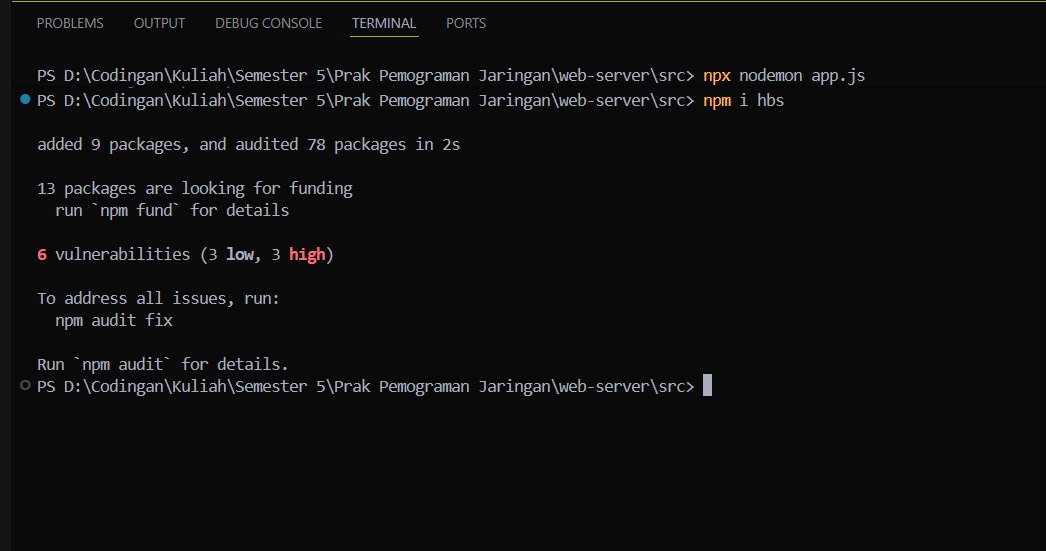 PROBLEMS OUTPUT DEBUG CONSOLE TERMINAL PORTS
PS D:\Codingan\Kuliah\Semester 5\Prak Pemograman Jaringan\web-server\src> npx nodemon app.js
PS D:\Codingan\Kuliah\Semester 5\Prak Pemograman Jaringan\web-server\src> npm i hbs
added 9 packages, and audited 78 packages in 2s
13 packages are looking for funding
  run `npm fund` for details
6 vulnerabilities (3 low, 3 high)
To address all issues, run:
  npm audit fix
Run `npm audit` for details.
PS D:\Codingan\Kuliah\Semester 5\Prak Pemograman Jaringan\web-server\src>